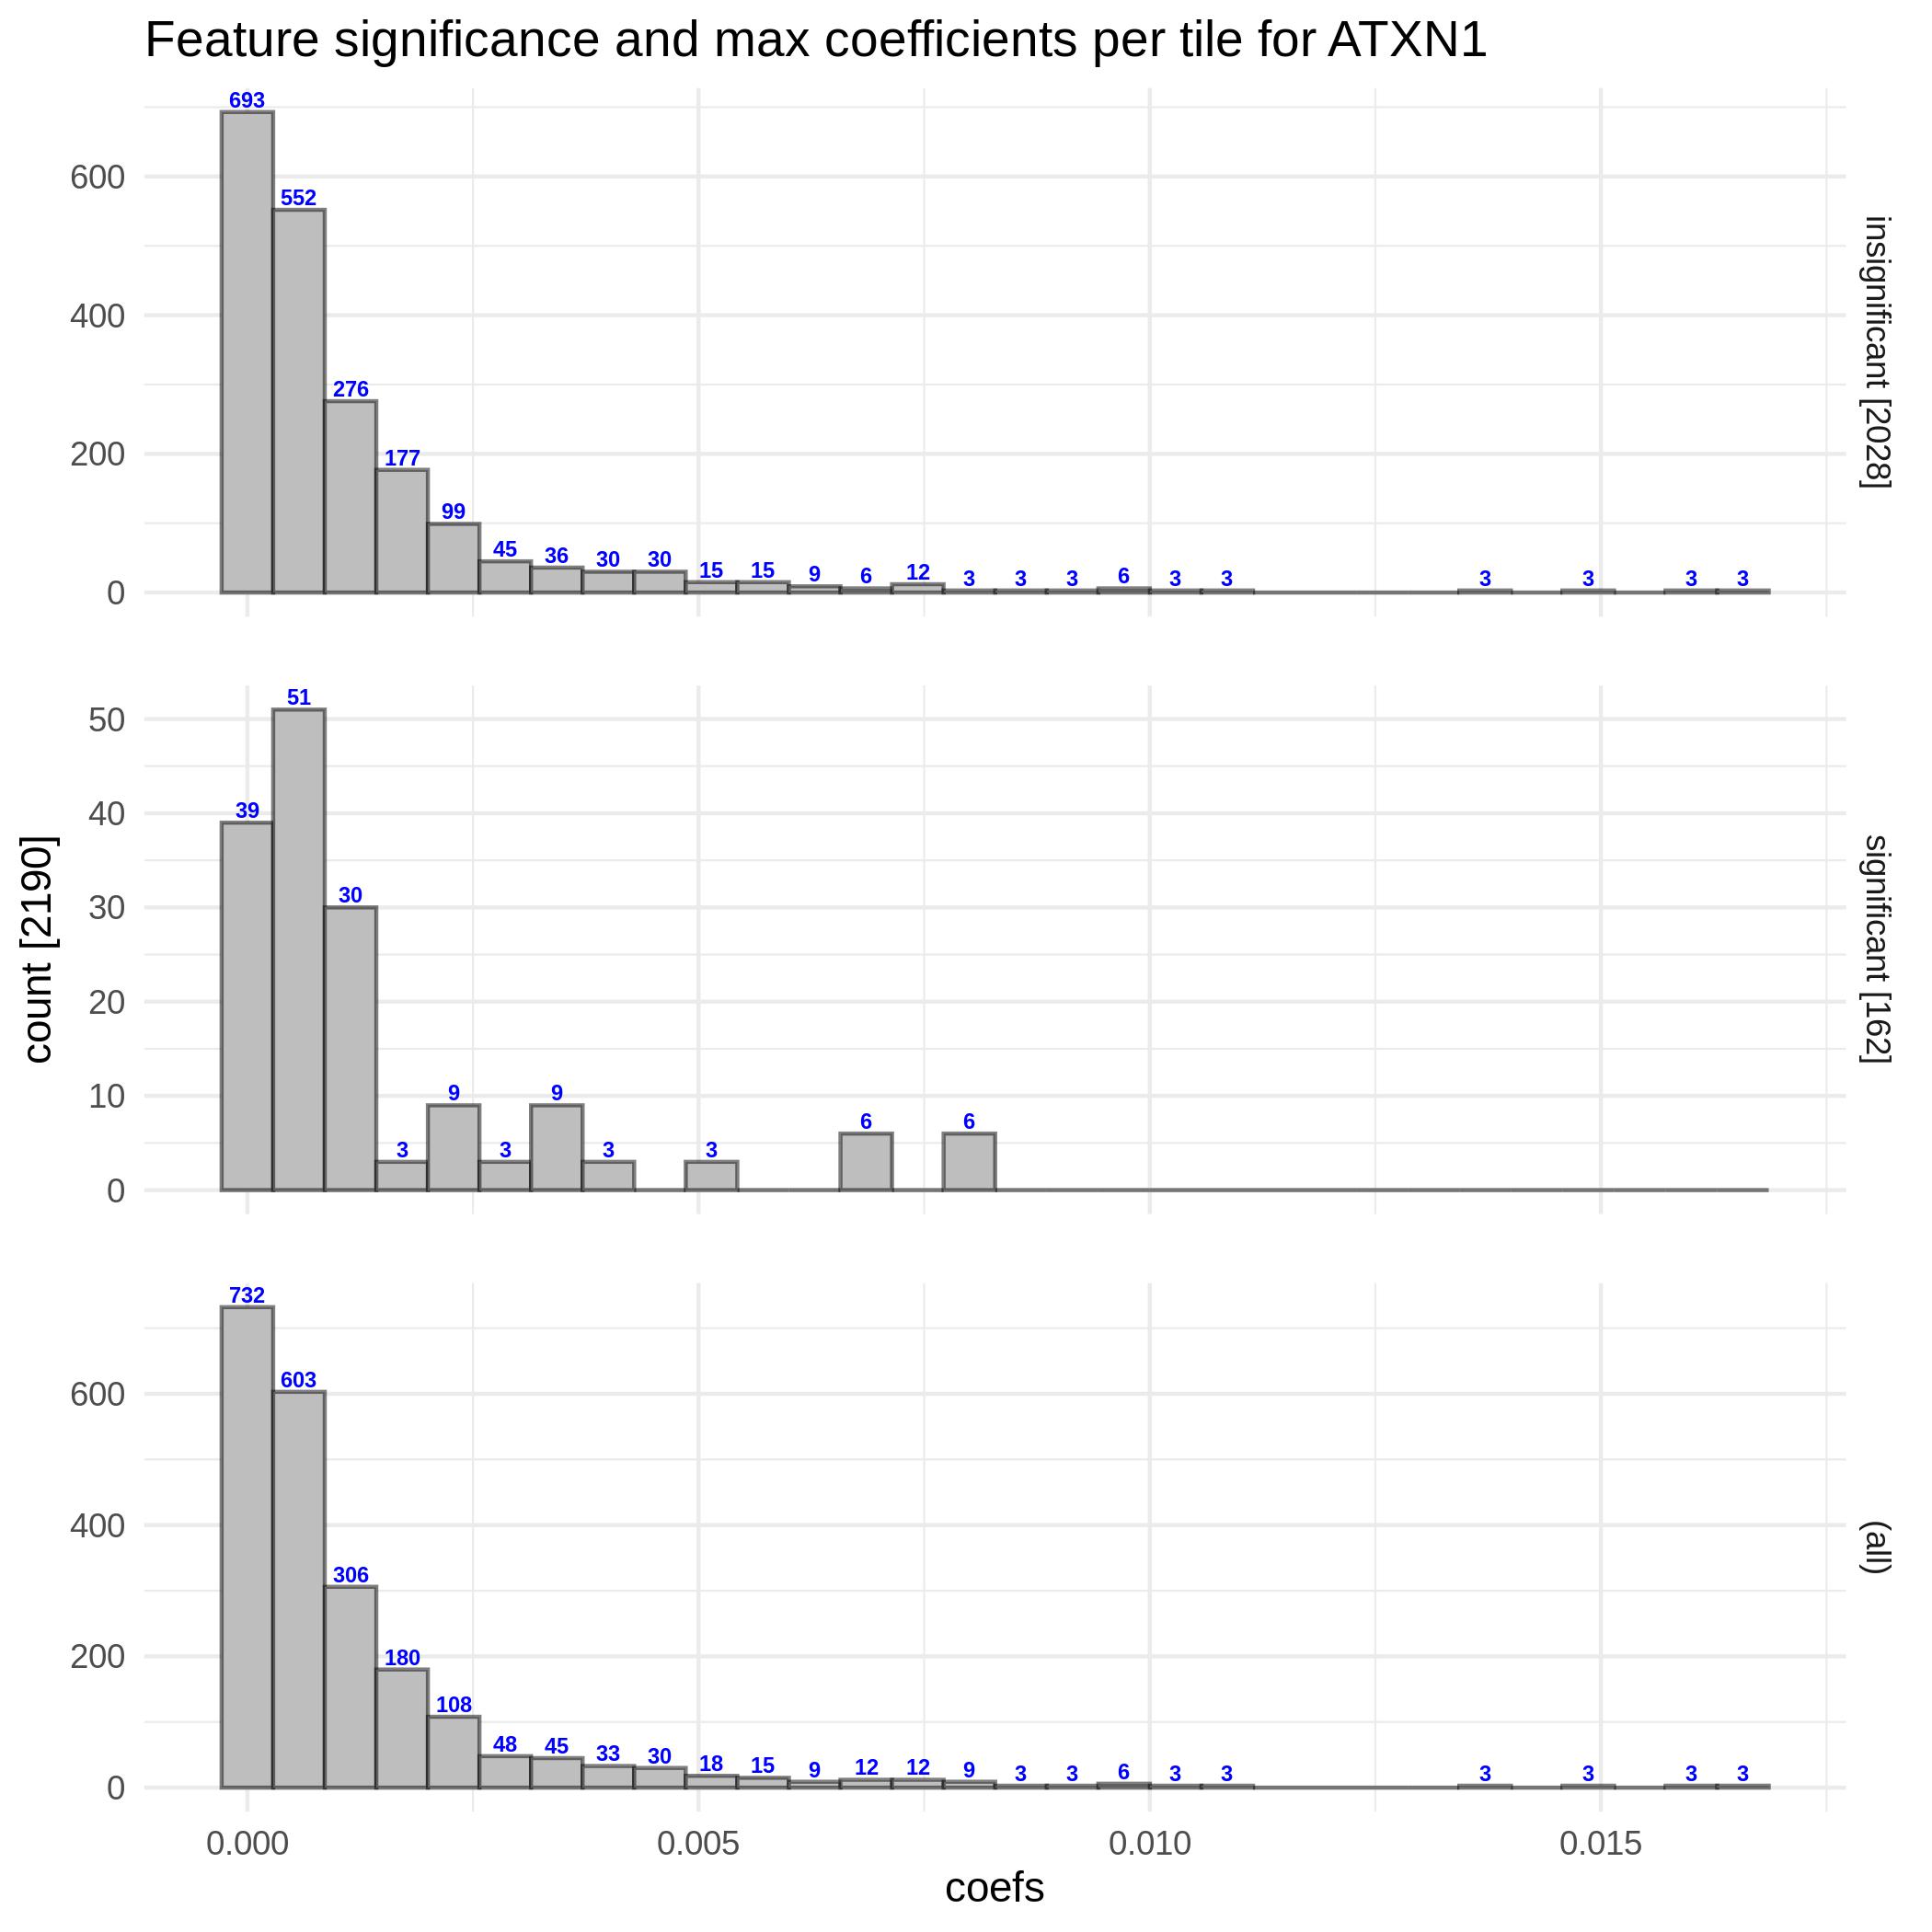 Feature significance and max coefficients per tile for ATXN1
693
552
276
177
99
45 36 30 30 15 15 9 6 12 3 3 3 6 3 3 3 3 3 3
600
400
200
0
insignificant [2028]
51
39
30
3 9 3 9 3 3 6 6
50
40
30
20
10
0
significant [162]
count [2190]
732
603
306
180
108
48 45 33 30 18 15 9 12 12 9 3 3 6 3 3 3 3 3 3
600
400
200
0
(all)
0.000 0.005 0.010 0.015
coefs